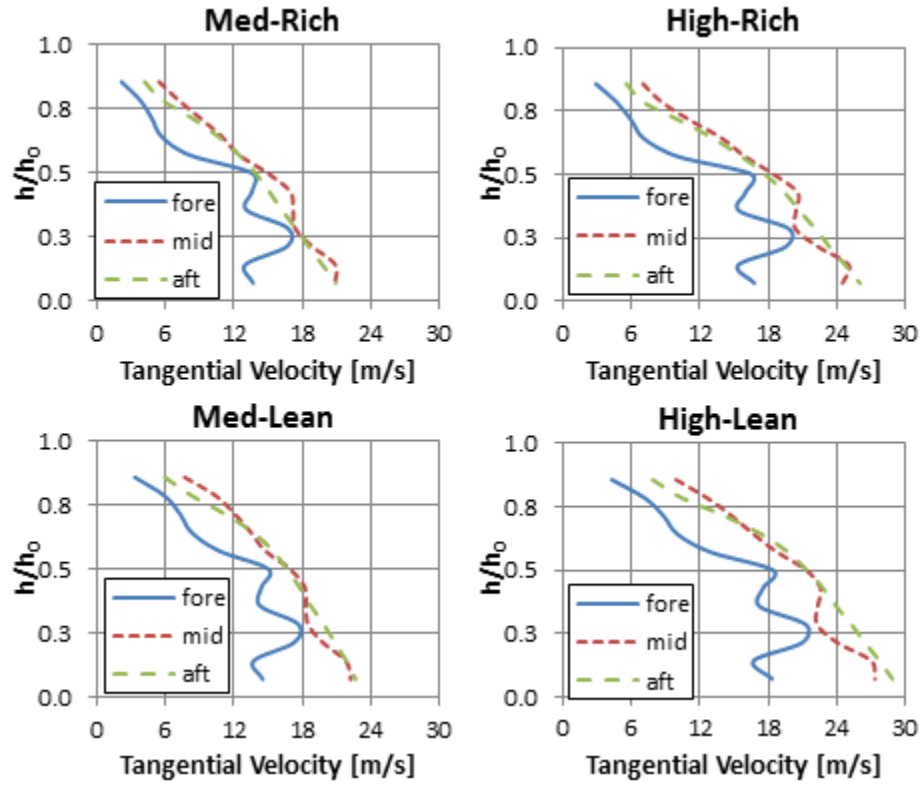 Med-Rich
1.0
0.8
0.5
0.3
0.0
h/hO
fore
mid
aft
0 6 12 18 24 30
Tangential Velocity [m/s]
High-Rich
1.0
0.8
0.5
0.3
0.0
h/hO
fore
mid
aft
0 6 12 18 24 30
Tangential Velocity [m/s]
Med-Lean
1.0
0.8
0.5
0.3
0.0
h/hO
fore
mid
aft
0 6 12 18 24 30
Tangential Velocity [m/s]
High-Lean
1.0
0.8
0.5
0.3
0.0
h/hO
fore
mid
aft
0 6 12 18 24 30
Tangential Velocity [m/s]